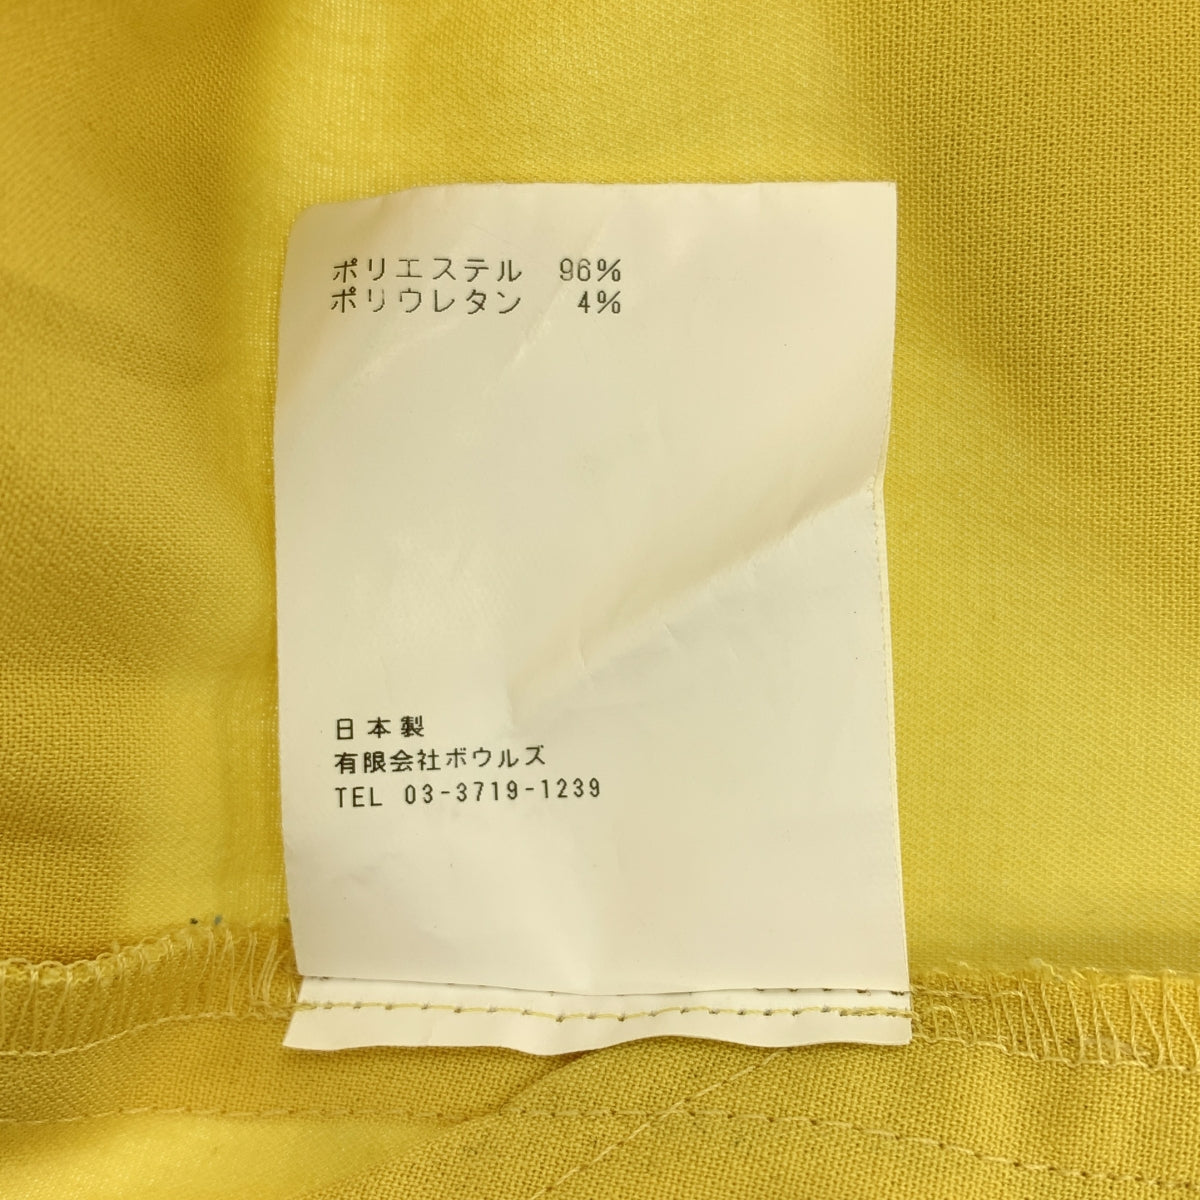 ポリエステル 96%
ポリウレタン 4%
日本製
有限会社ボウルズ
TEL 03-3719-1239